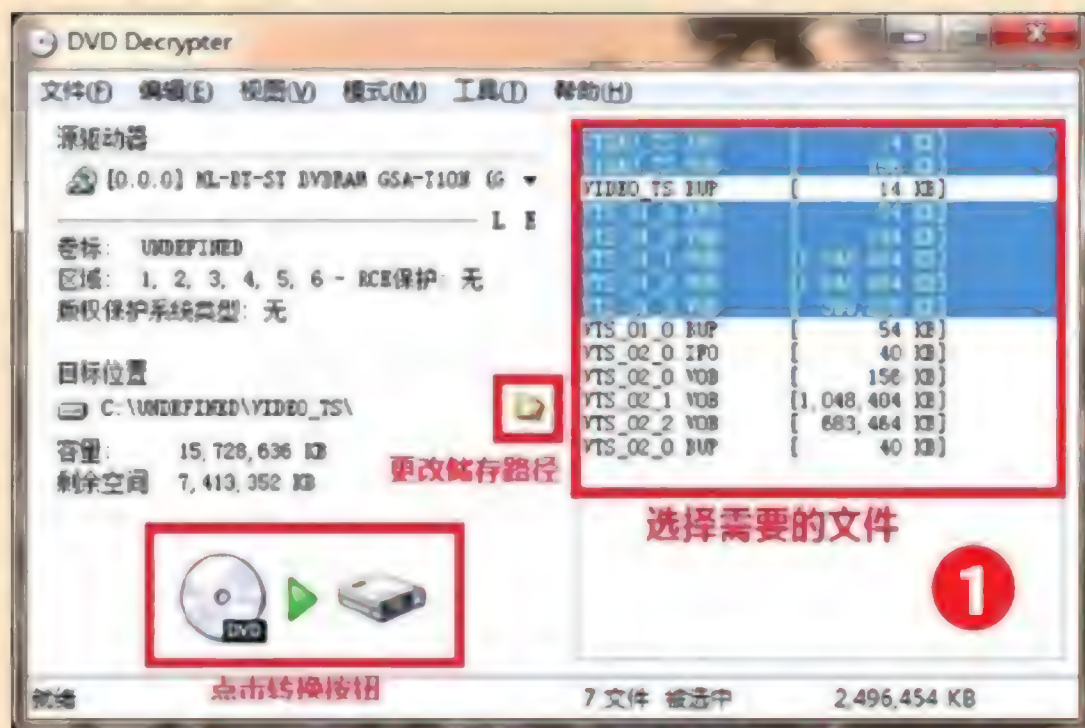 DVD Decrypter
文件(F) 编辑(E) 视图(V) 模式(M) 工具(T) 帮助(H)
源驱动器
[0.0.0] HL-DT-ST DVDRAM GSA-T10N (G
L E
卷标: UNDEFINED
区域: 1, 2, 3, 4, 5, 6 - RCE保护: 无
版权保护系统类型: 无
目标位置
C:\UNDEFINED\VIDEO_TS\
容量: 15,728,636 KB
剩余空间 7,413,352 KB
更改储存路径
点击转换按钮
VIDEO_TS BUP [ 14 KB]
VTS_01_0 BUP [ 54 KB]
VTS_02_0 IFO [ 40 KB]
VTS_02_0 VOB [ 156 KB]
VTS_02_1 VOB [1,048,404 KB]
VTS_02_2 VOB [ 683,464 KB]
VTS_02_0 BUP [ 40 KB]
选择需要的文件
1
就绪
7 文件 被选中
2,496,454 KB